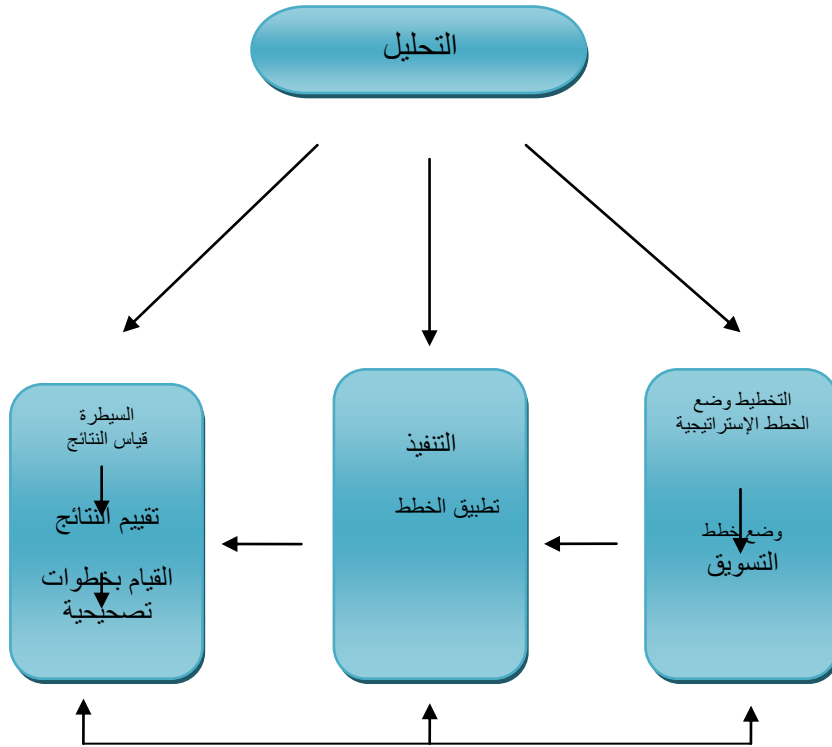 التحليل
التخطيط وضع
الخطط الإستراتيجية
وضع خطط
التسويق
التنفيذ
تطبيق الخطط
السيطرة
قياس النتائج
تقييم النتائج
القيام بخطوات
تصحيحية